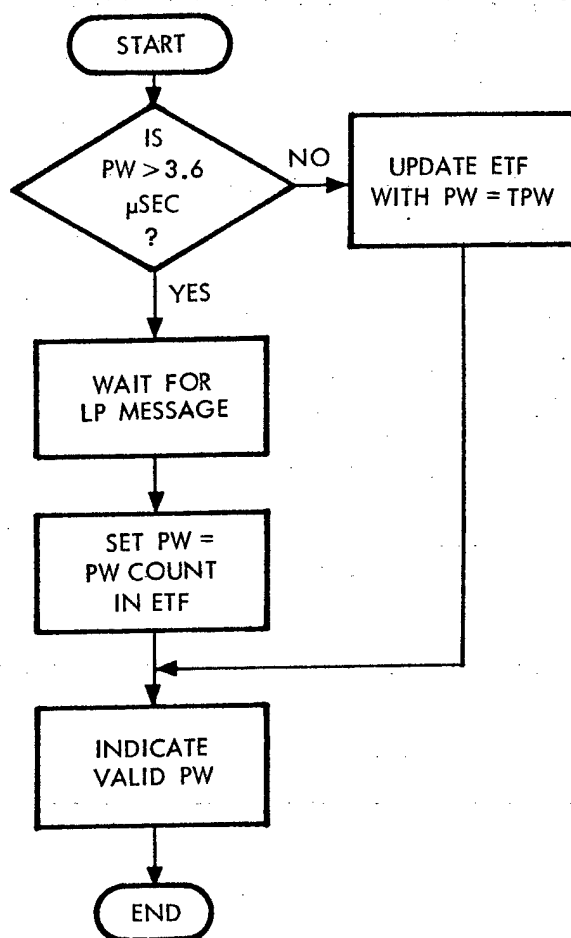 START
IS
PW > 3.6
μSEC
?
NO
UPDATE ETF
WITH PW = TPW
YES
WAIT FOR
LP MESSAGE
SET PW =
PW COUNT
IN ETF
INDICATE
VALID PW
END